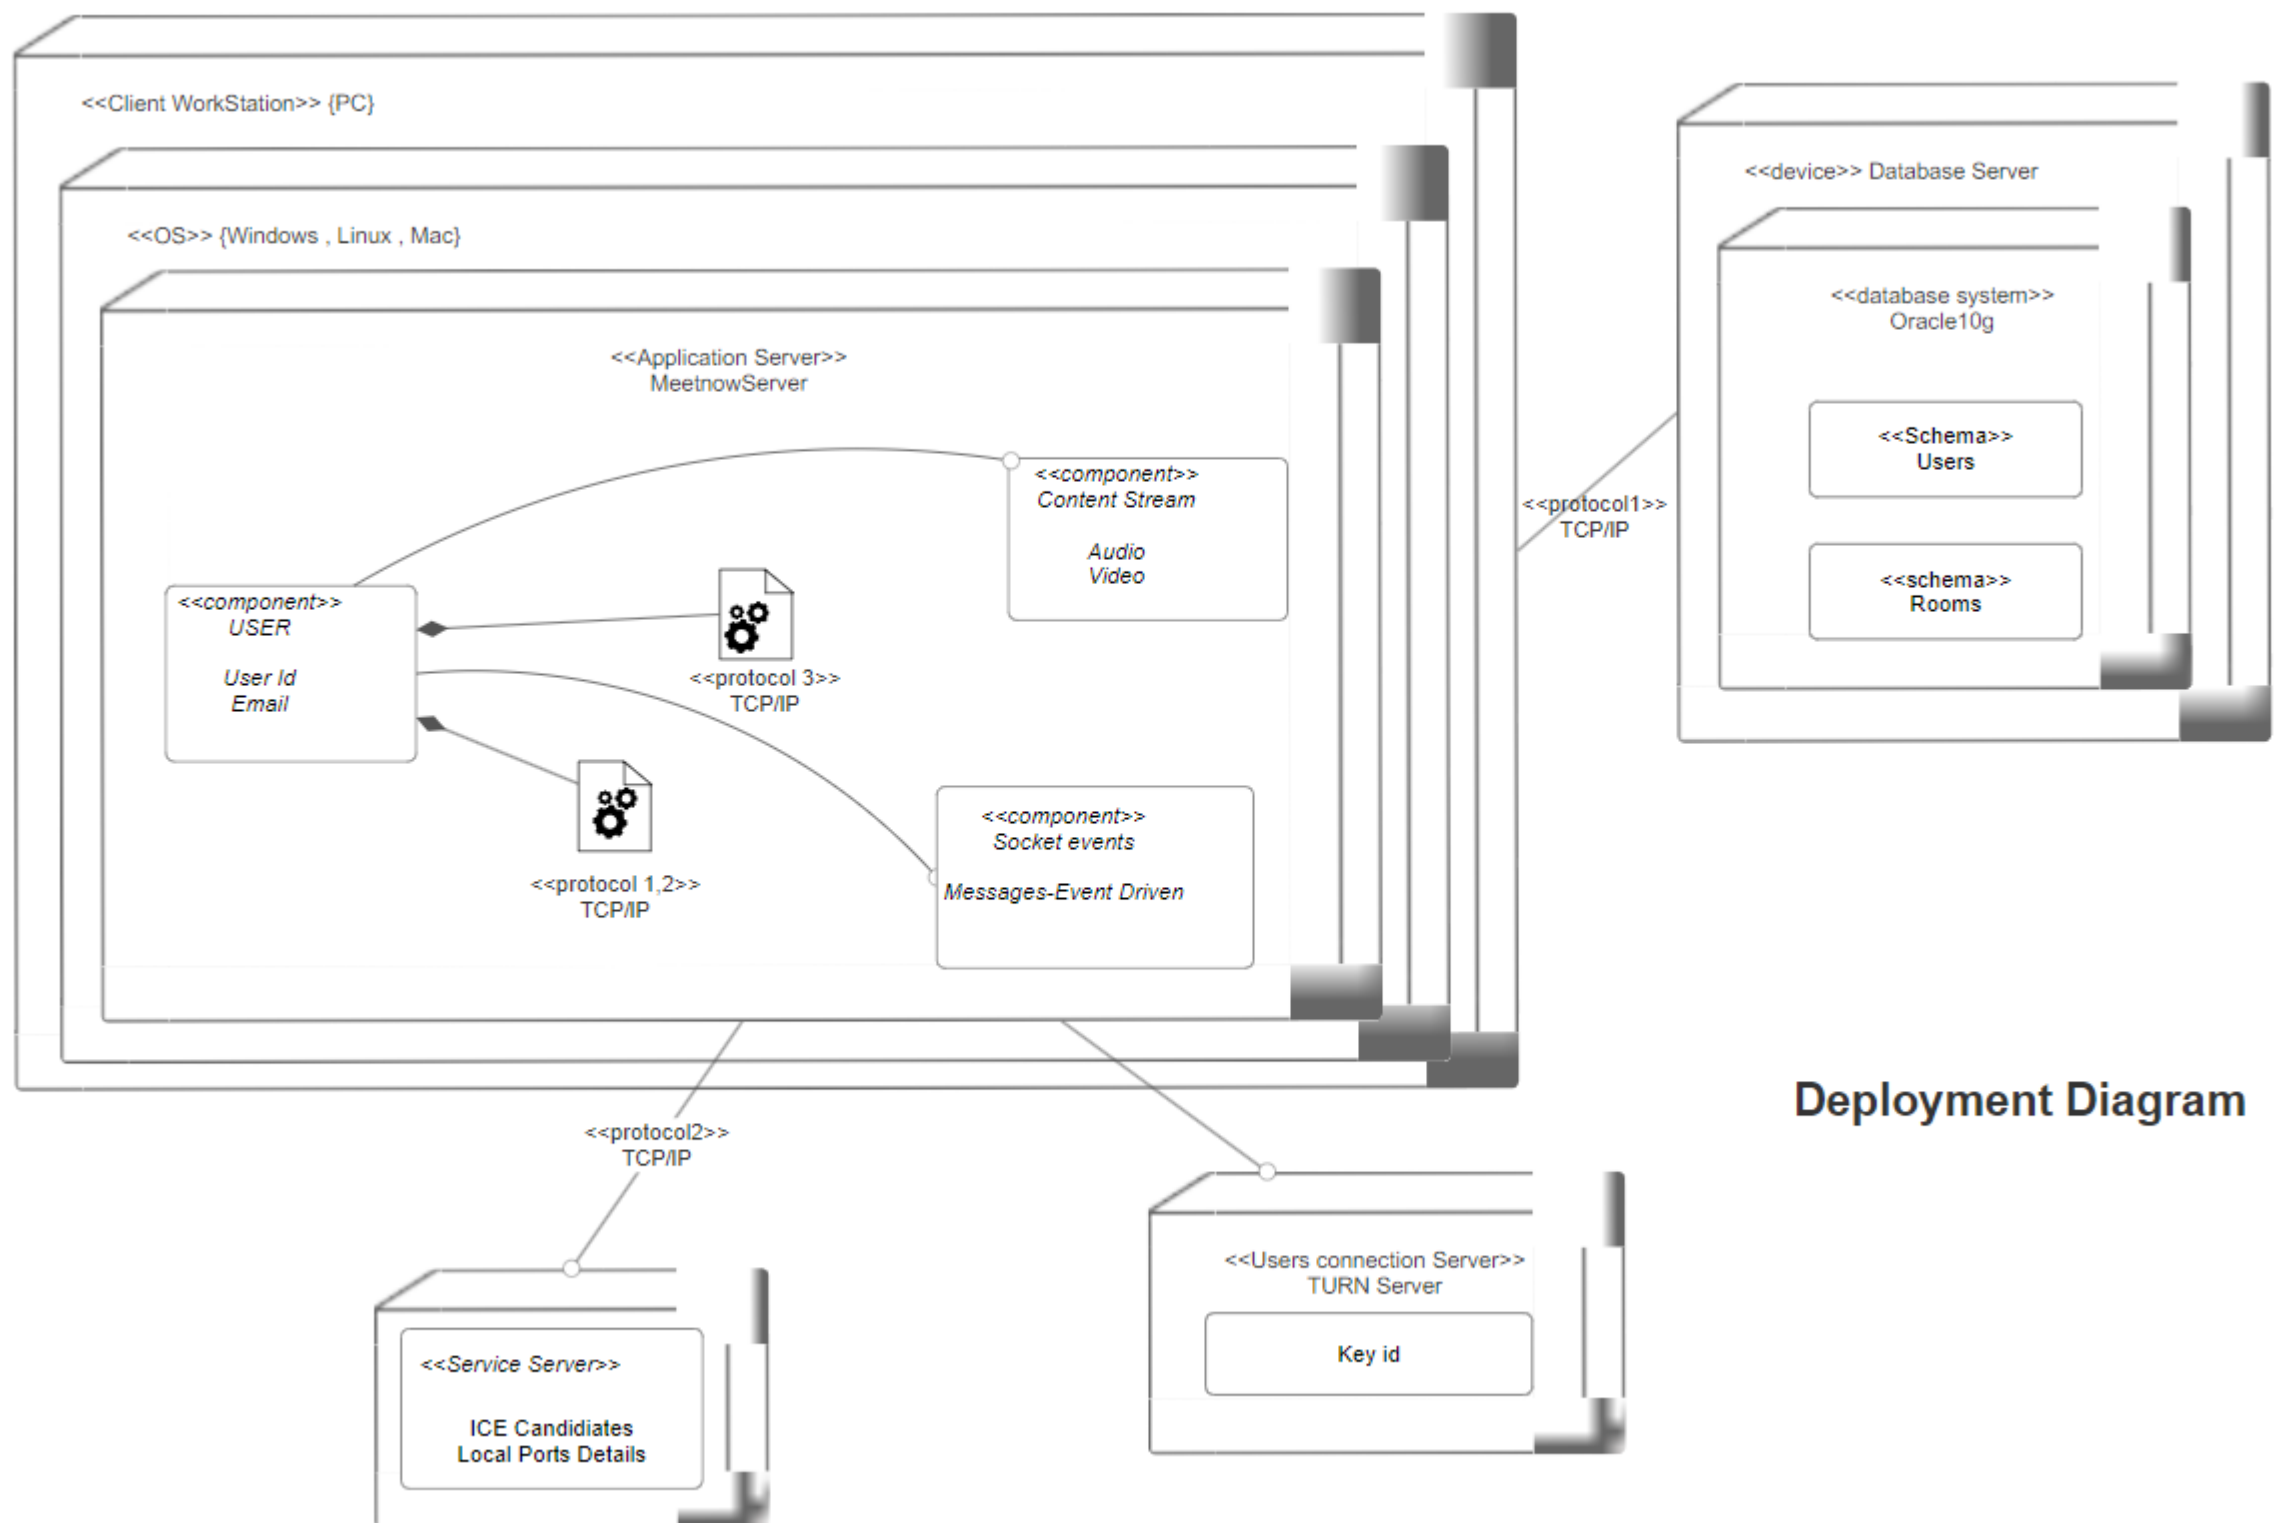 <<Client WorkStation>> {PC}
<<OS>> {Windows , Linux , Mac}
<<Application Server>>
MeetnowServer
<<component>>
Content Stream
Audio
Video
<<component>>
USER
User Id
Email
<<protocol 3>>
TCP/IP
<<protocol 1,2>>
TCP/IP
<<component>>
Socket events
Messages-Event Driven
<<protocol1>>
TCP/IP
<<device>> Database Server
<<database system>>
Oracle10g
<<Schema>>
Users
<<schema>>
Rooms
Deployment Diagram
<<protocol2>>
TCP/IP
<<Service Server>>
ICE Candidiates
Local Ports Details
<<Users connection Server>>
TURN Server
Key id